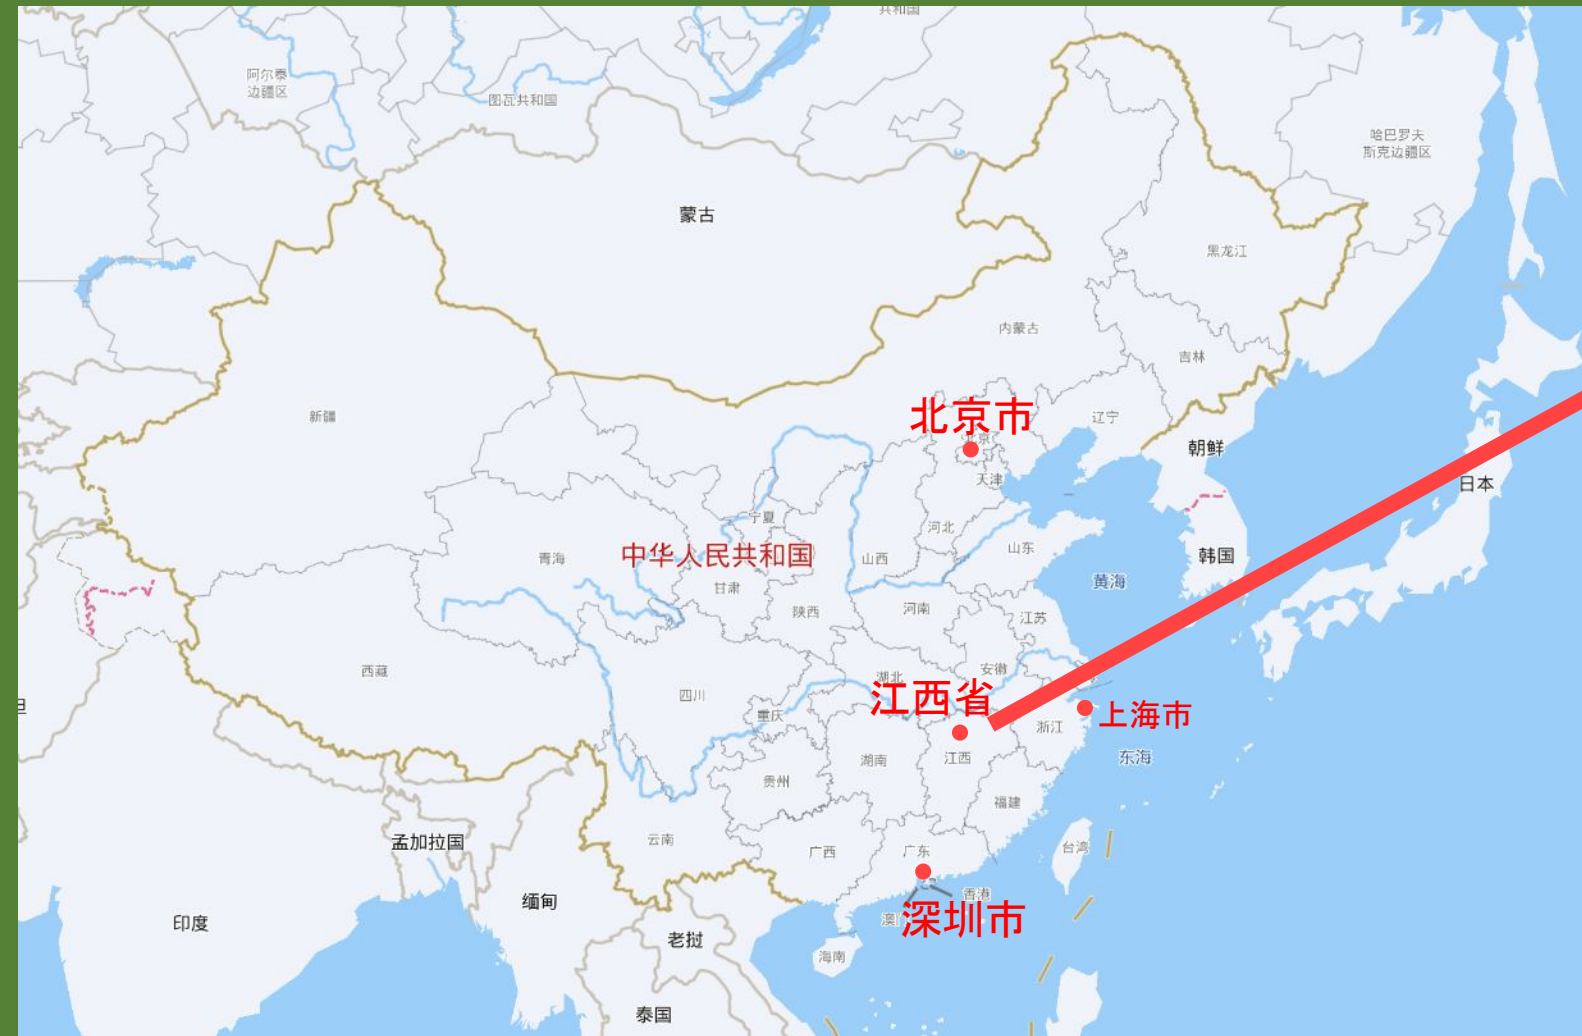 共和国
阿尔泰
边疆区
图瓦共和国
哈巴罗夫
斯克边疆区
蒙古
黑龙江
内蒙古
吉林
新疆
北京市
北京
辽宁
朝鲜
天津
日本
宁夏
河北
青海
中华人民共和国
山西
山东
韩国
甘肃
黄海
陕西
河南
江苏
西藏
四川
湖北
安徽
江西省
重庆
上海市
浙江
湖南
江西
东海
贵州
福建
孟加拉国
云南
广西
广东
台湾
缅甸
香港
印度
深圳市
老挝
海南
泰国